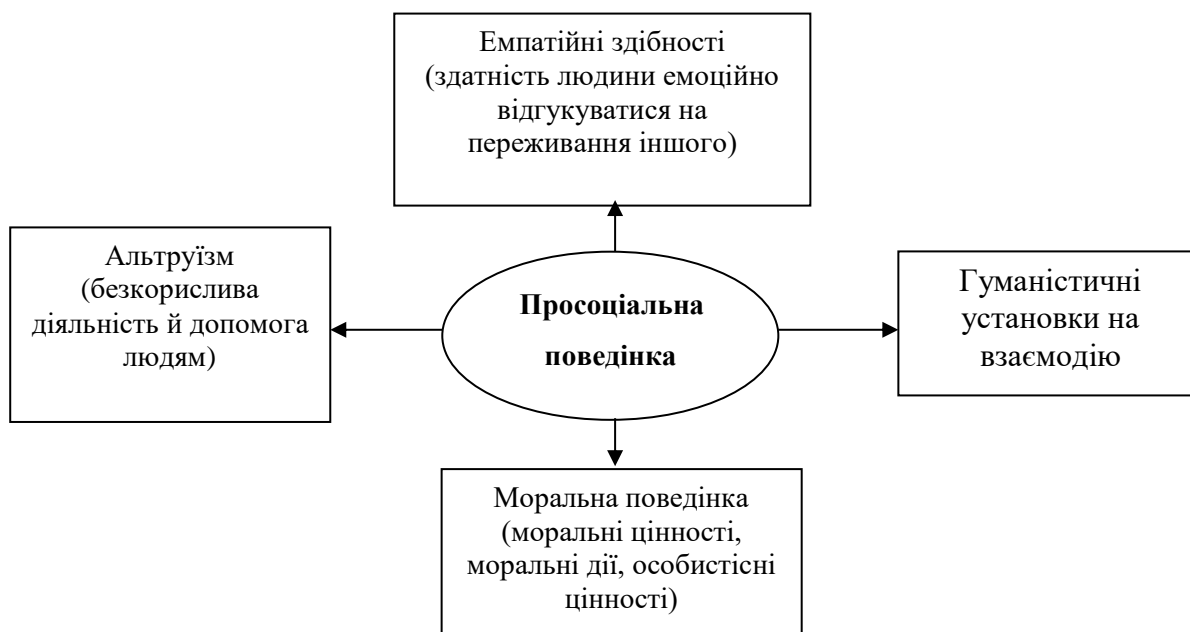 Емпатійні здібності
(здатність людини емоційно
відгукуватися на
переживання іншого)
Альтруїзм
(безкорислива
діяльність й допомога
людям)
Просоціальна
поведінка
Гуманістичні
установки на
взаємодію
Моральна поведінка
(моральні цінності,
моральні дії, особистісні
цінності)